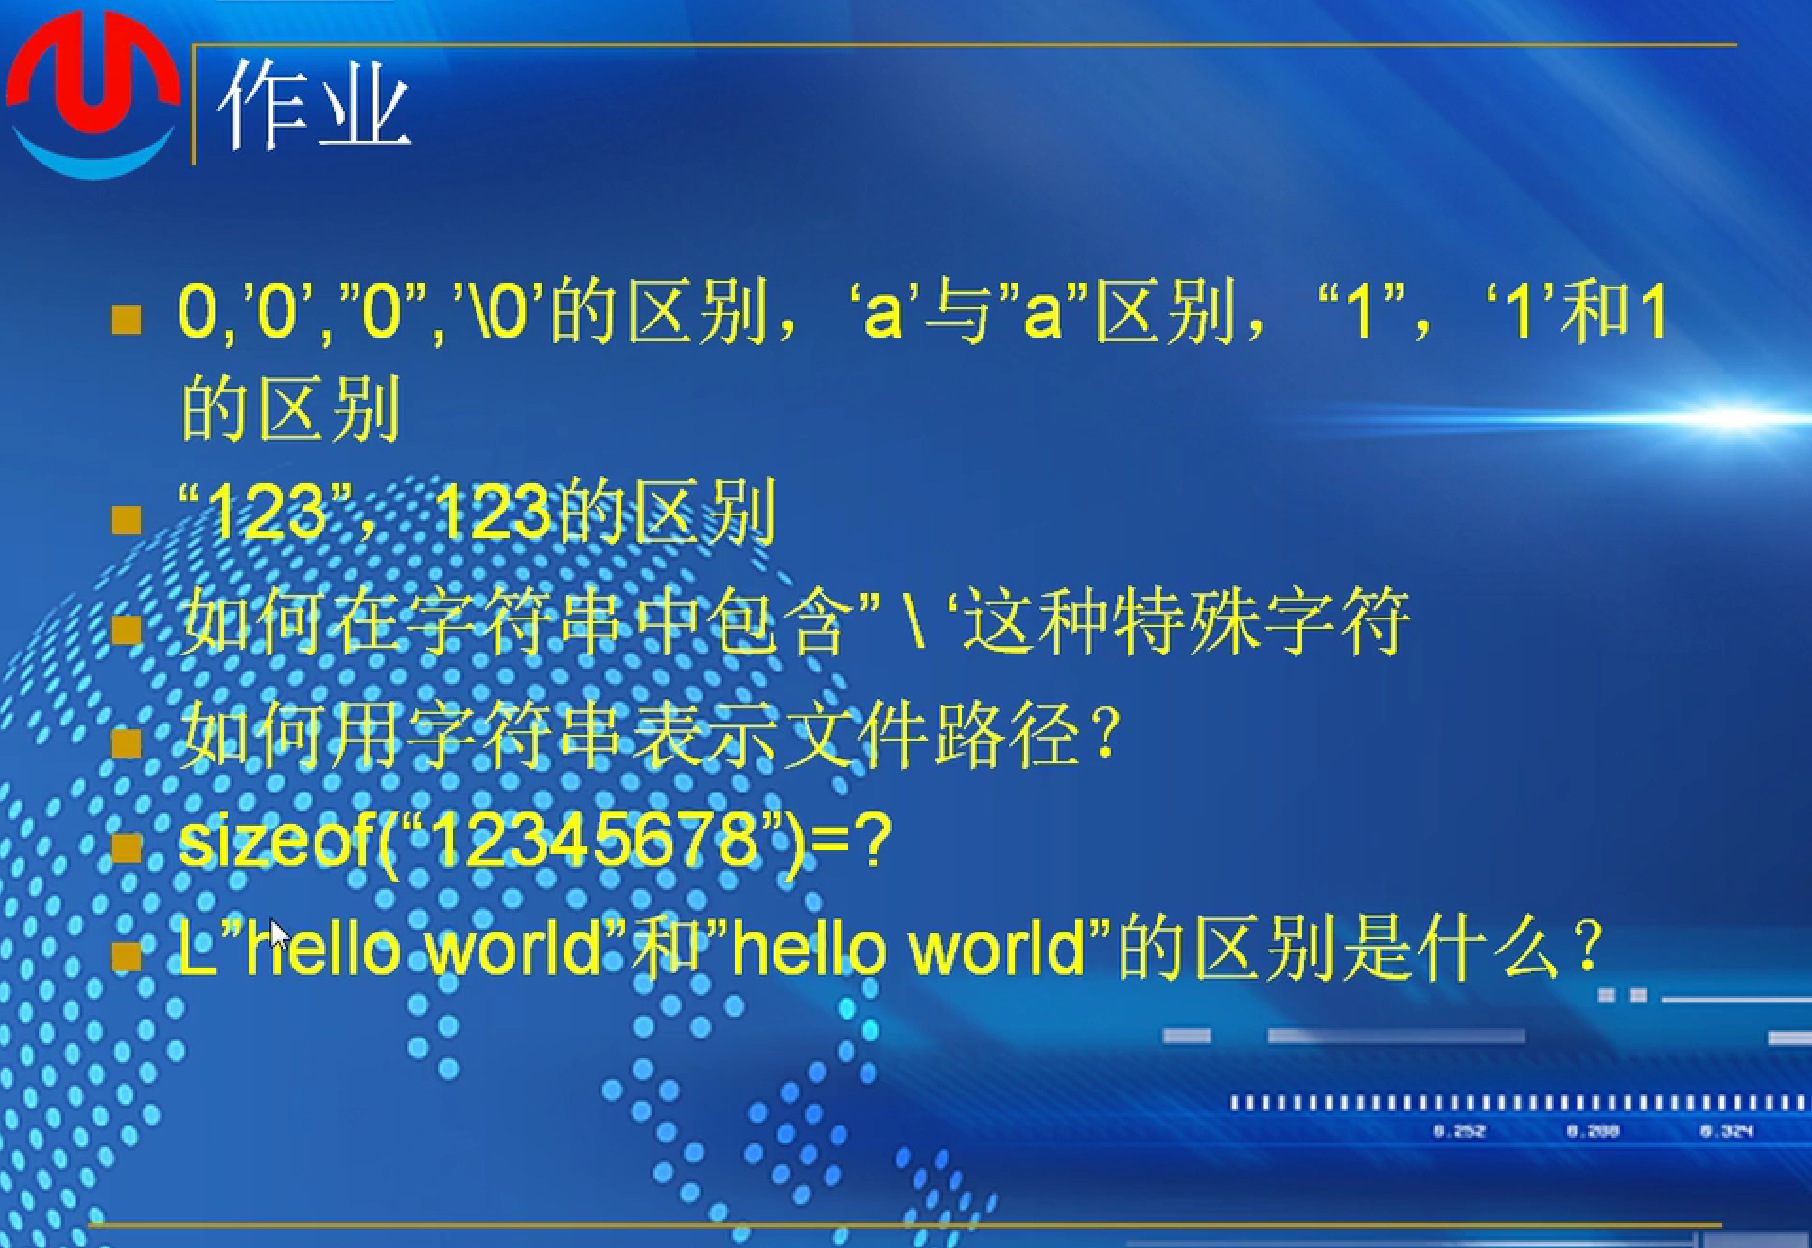 作业
0,’0’,”0”,’\0’的区别，‘a’与”a”区别，“1”，‘1’和1
的区别
“123”，123的区别
如何在字符串中包含” \ ‘这种特殊字符
如何用字符串表示文件路径？
sizeof(“12345678”)=?
L”hello world”和”hello world”的区别是什么？
0.252 0.288 0.324